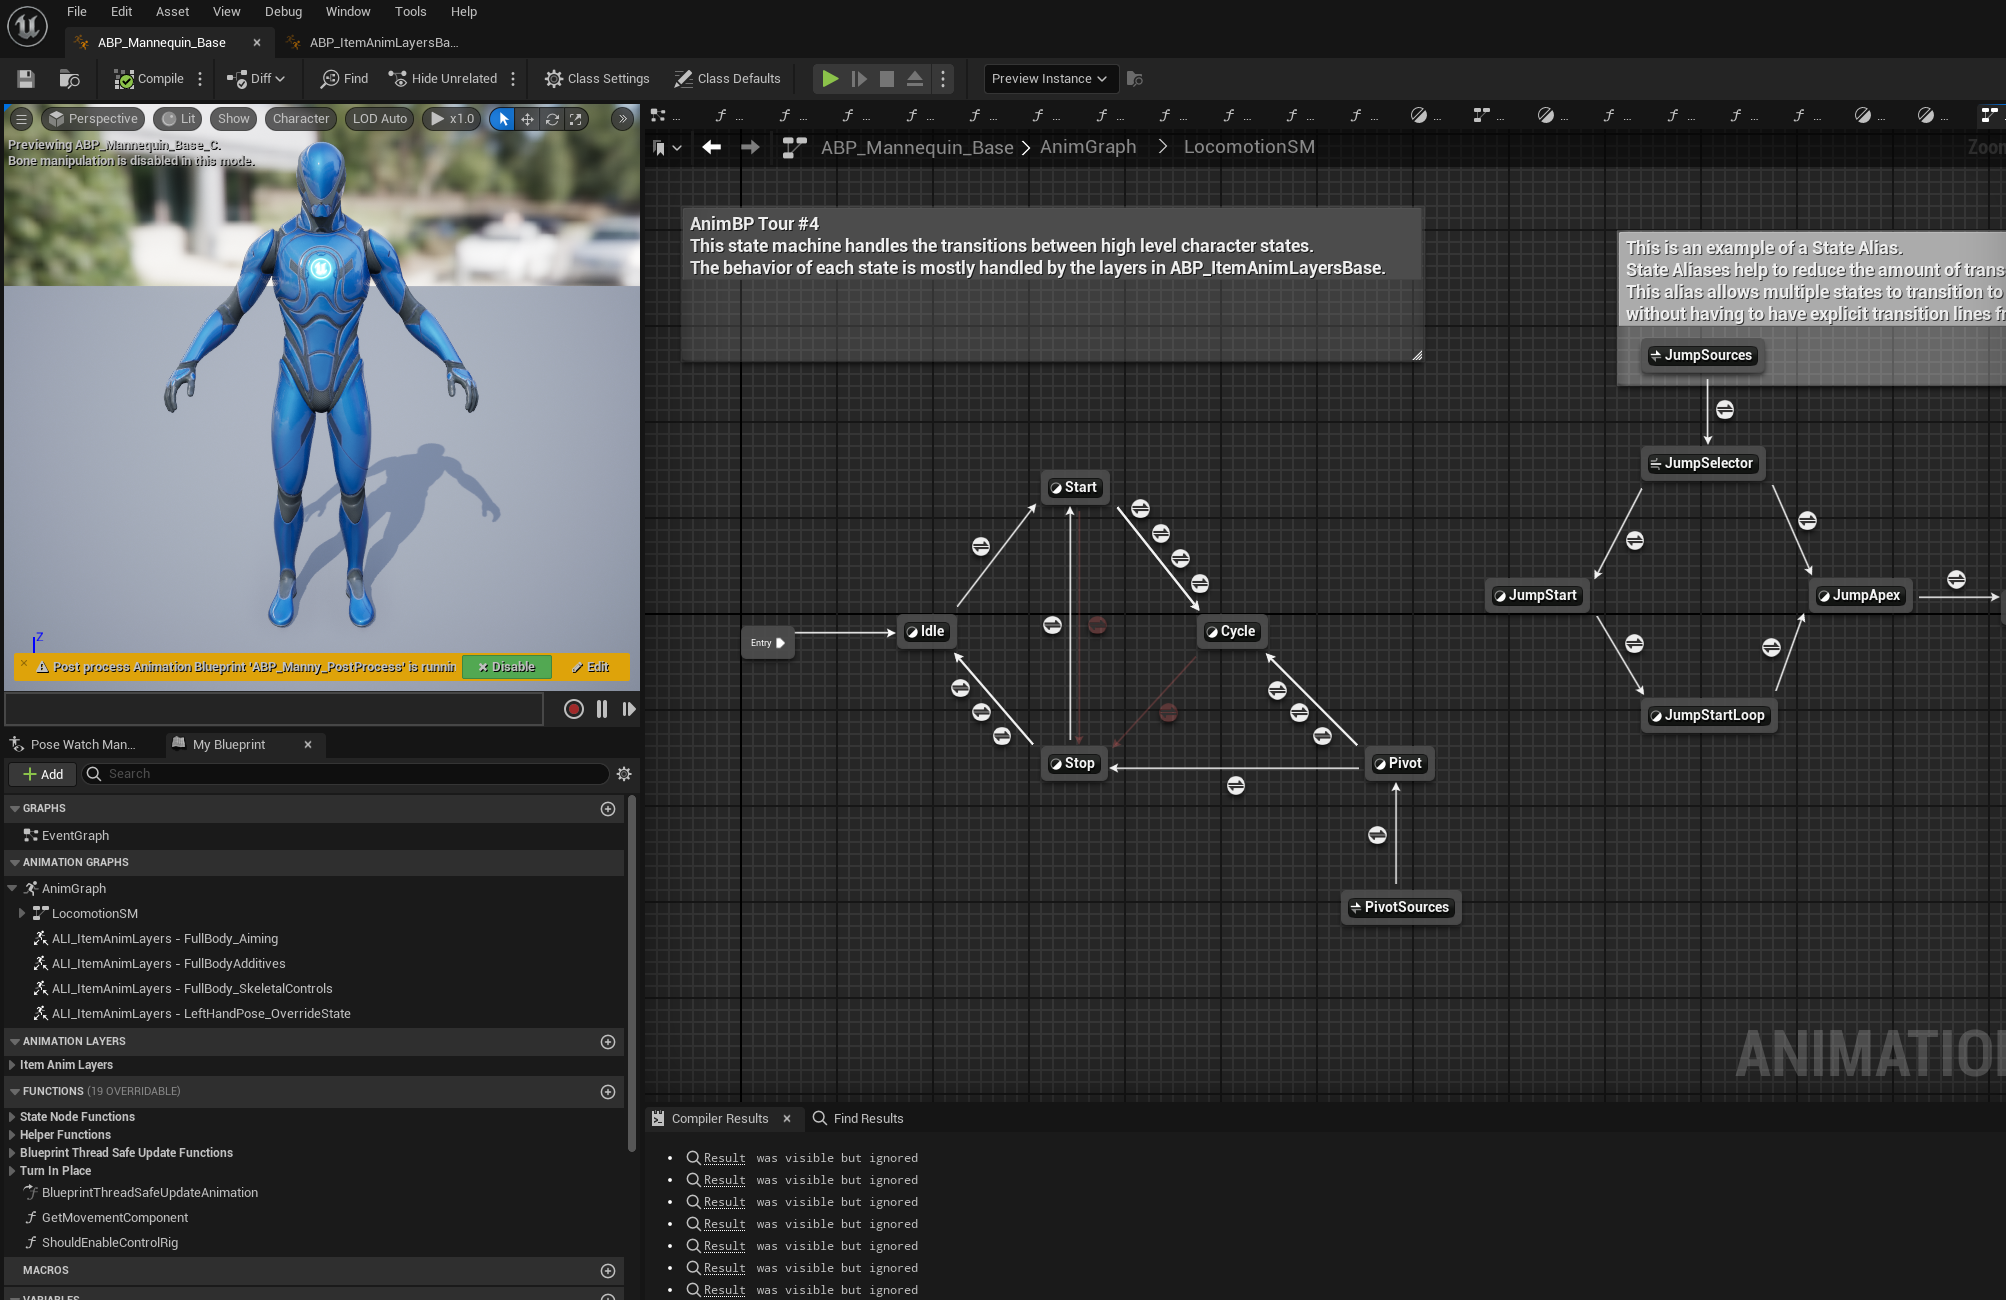 File Edit Asset View Debug Window Tools Help
ABP_Mannequin_Base
ABP_ItemAnimLayersBa...
Compile Diff Find Hide Unrelated Class Settings Class Defaults Preview Instance
Perspective Lit Show Character LOD Auto x1.0
Previewing ABP_Mannequin_Base_C.
Bone manipulation is disabled in this mode.
Z
Post process Animation Blueprint 'ABP_Manny_PostProcess' is runnin
Disable Edit
Pose Watch Man... My Blueprint
Add Search
GRAPHS
EventGraph
ANIMATION GRAPHS
AnimGraph
LocomotionSM
ALI_ItemAnimLayers - FullBody_Aiming
ALI_ItemAnimLayers - FullBodyAdditives
ALI_ItemAnimLayers - FullBody_SkeletalControls
ALI_ItemAnimLayers - LeftHandPose_OverrideState
ANIMATION LAYERS
Item Anim Layers
FUNCTIONS (19 OVERRIDABLE)
State Node Functions
Helper Functions
Blueprint Thread Safe Update Functions
Turn In Place
BlueprintThreadSafeUpdateAnimation
GetMovementComponent
ShouldEnableControlRig
MACROS
VARIABLES
ABP_Mannequin_Base > AnimGraph > LocomotionSM
Zoom
AnimBP Tour #4
This state machine handles the transitions between high level character states.
The behavior of each state is mostly handled by the layers in ABP_ItemAnimLayersBase.
This is an example of a State Alias.
State Aliases help to reduce the amount of trans
This alias allows multiple states to transition to
without having to have explicit transition lines fr
JumpSources
JumpSelector
JumpStart
JumpApex
JumpStartLoop
Start
Entry
Idle
Cycle
Stop
Pivot
PivotSources
ANIMATIO
Compiler Results Find Results
Result was visible but ignored
Result was visible but ignored
Result was visible but ignored
Result was visible but ignored
Result was visible but ignored
Result was visible but ignored
Result was visible but ignored